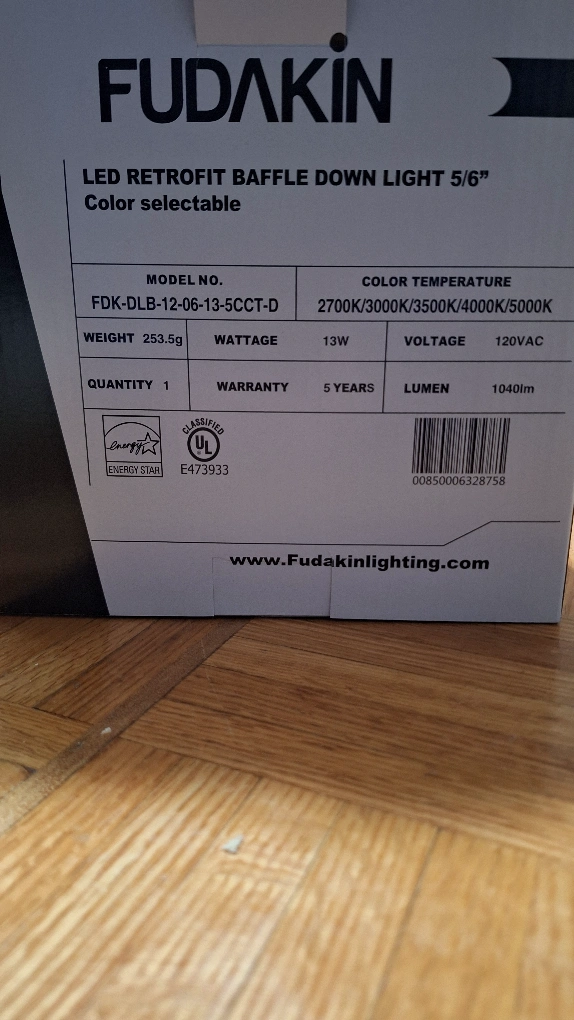 FUDAKIN
LED RETROFIT BAFFLE DOWN LIGHT 5/6”
Color selectable
MODEL NO.
FDK-DLB-12-06-13-5CCT-D
COLOR TEMPERATURE
2700K/3000K/3500K/4000K/5000K
WEIGHT 253.5g
WATTAGE 13W
VOLTAGE 120VAC
QUANTITY 1
WARRANTY 5 YEARS
LUMEN 1040lm
energy
ENERGY STAR
CLASSIFIED
UL
E473933
00850006328758
www.Fudakinlighting.com